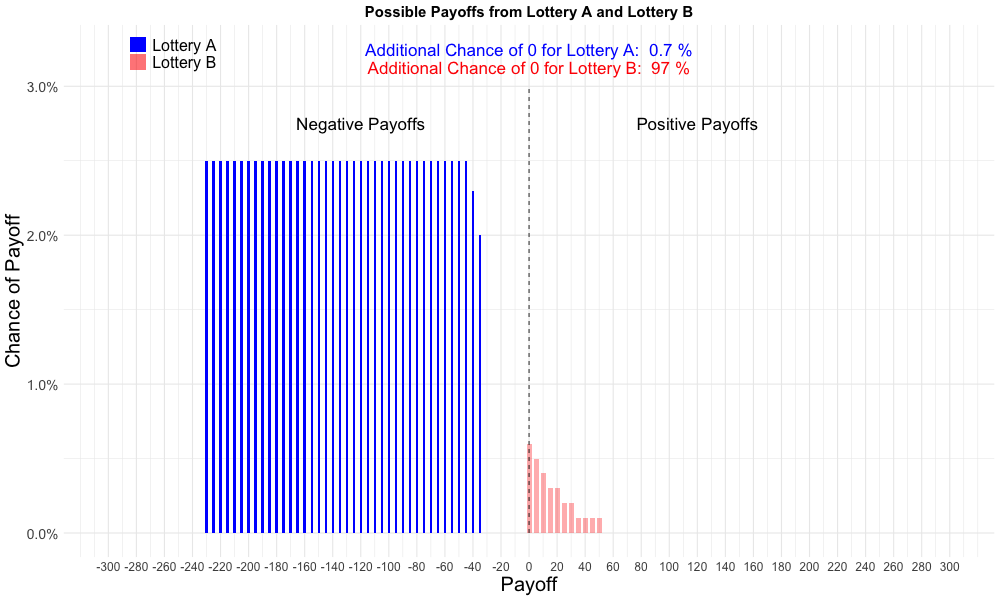 Possible Payoffs from Lottery A and Lottery B
Lottery A
Lottery B
Additional Chance of 0 for Lottery A: 0.7 %
Additional Chance of 0 for Lottery B: 97 %
Negative Payoffs
Positive Payoffs
Chance of Payoff
3.0%
2.0%
1.0%
0.0%
-300 -280 -260 -240 -220 -200 -180 -160 -140 -120 -100 -80 -60 -40 -20 0 20 40 60 80 100 120 140 160 180 200 220 240 260 280 300
Payoff